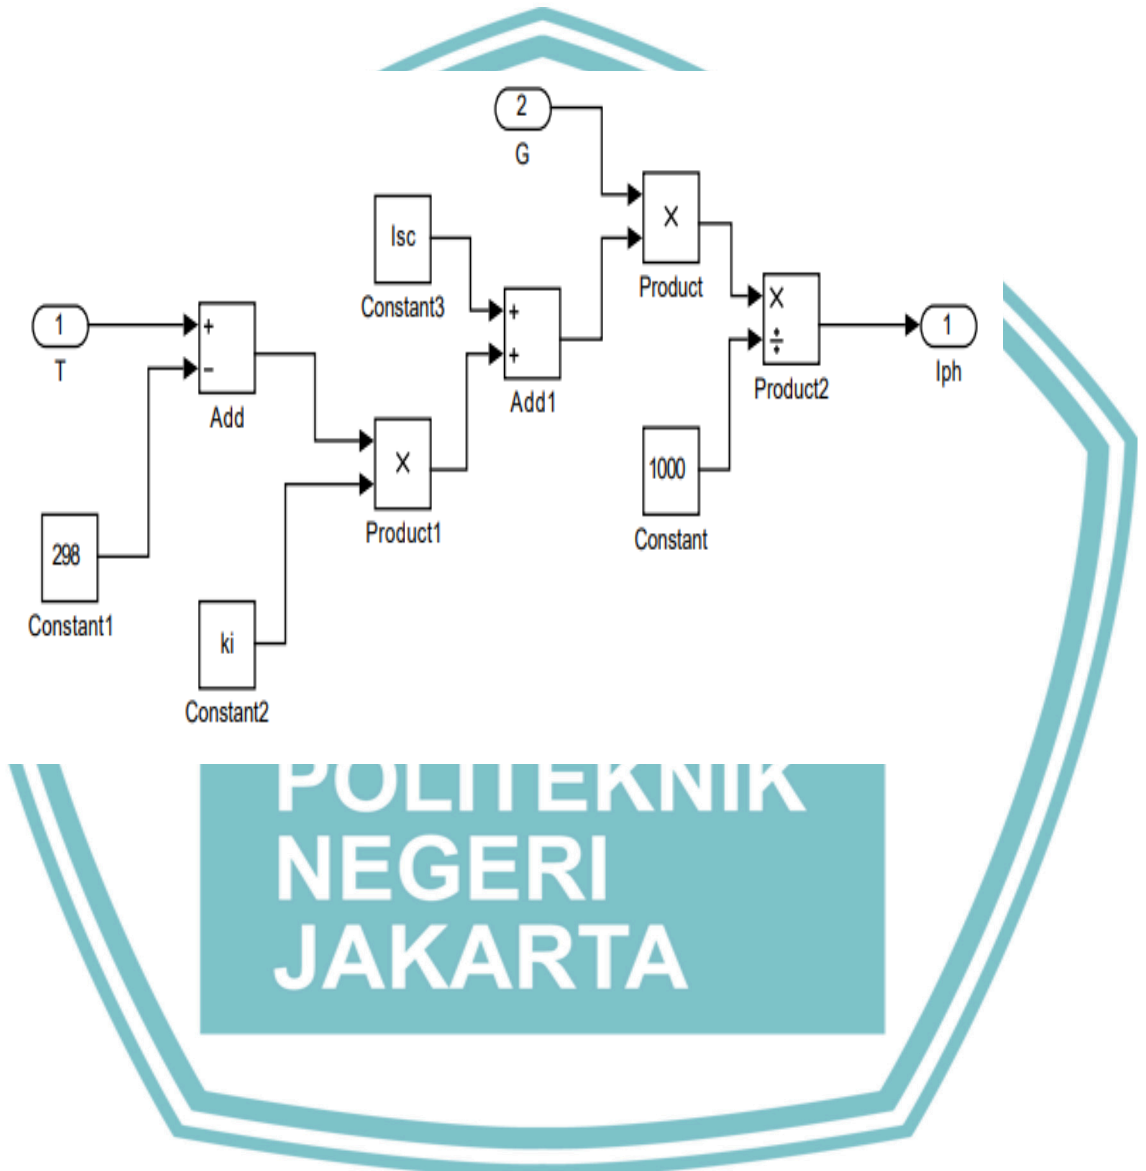 2
G
Isc
Constant3
×
Product
1
T
+
−
Add
+
+
Add1
×
÷
Product2
1
Iph
×
Product1
1000
Constant
298
Constant1
ki
Constant2
POLITEKNIK
NEGERI
JAKARTA